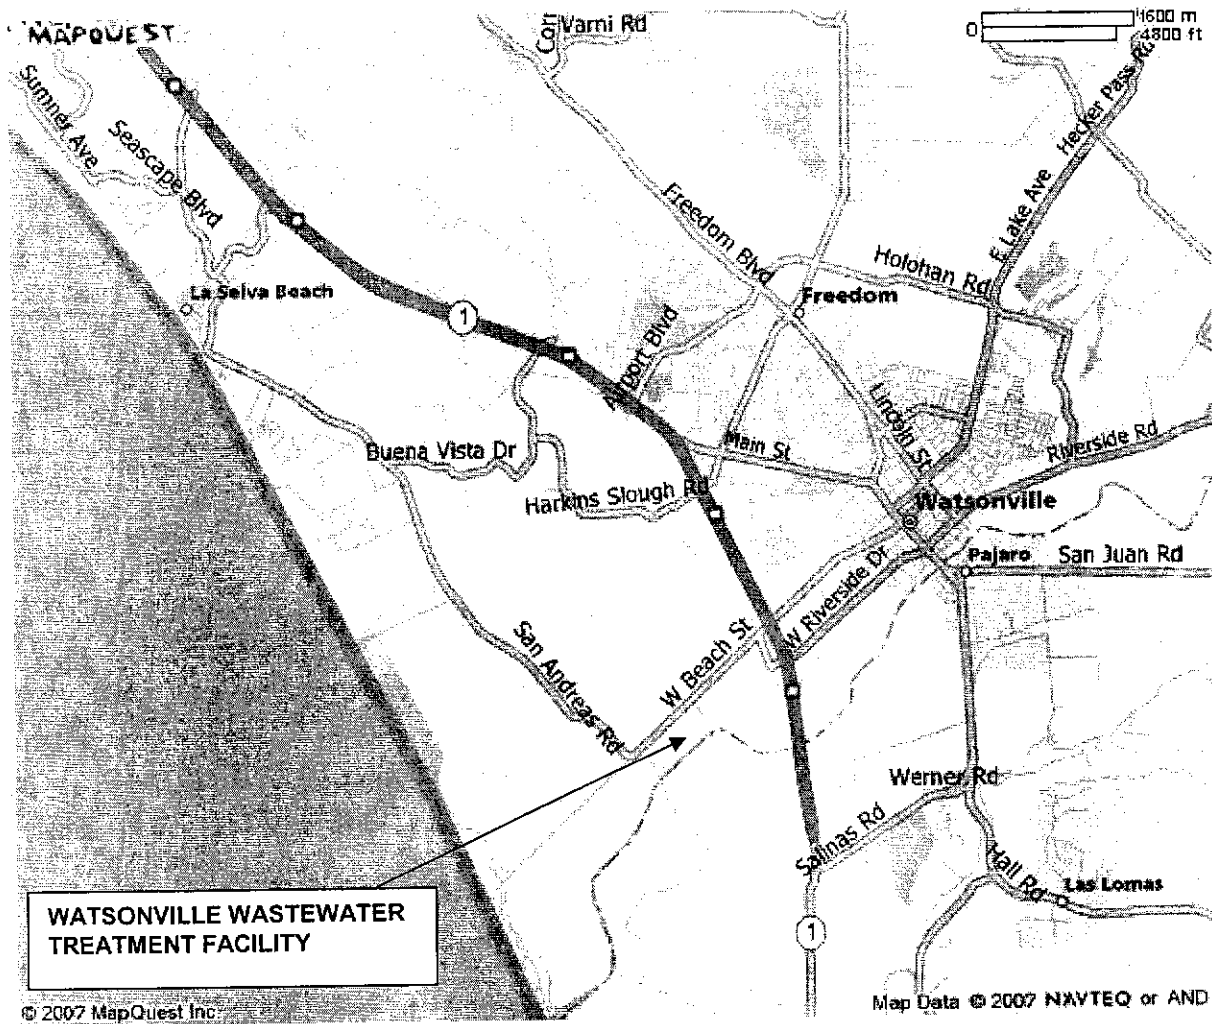 MAPQUEST
Varni Rd
0
1600 m
4800 ft
Sumner Ave
Seascape Blvd
Hecker Pass Rd
E Lake Ave
Freedom Blvd
Holohan Rd
La Selva Beach
Freedom
1
Airport Blvd
Lincoln St
Main St
Riverside Rd
Buena Vista Dr
Harkins Slough Rd
Watsonville
Pajaro
San Juan Rd
W Riverside Dr
W Beach St
San Andreas Rd
Werner Rd
Salinas Rd
Hall Rd
Las Lomas
WATSONVILLE WASTEWATER
TREATMENT FACILITY
1
© 2007 MapQuest Inc.
Map Data © 2007 NAVTEQ or AND